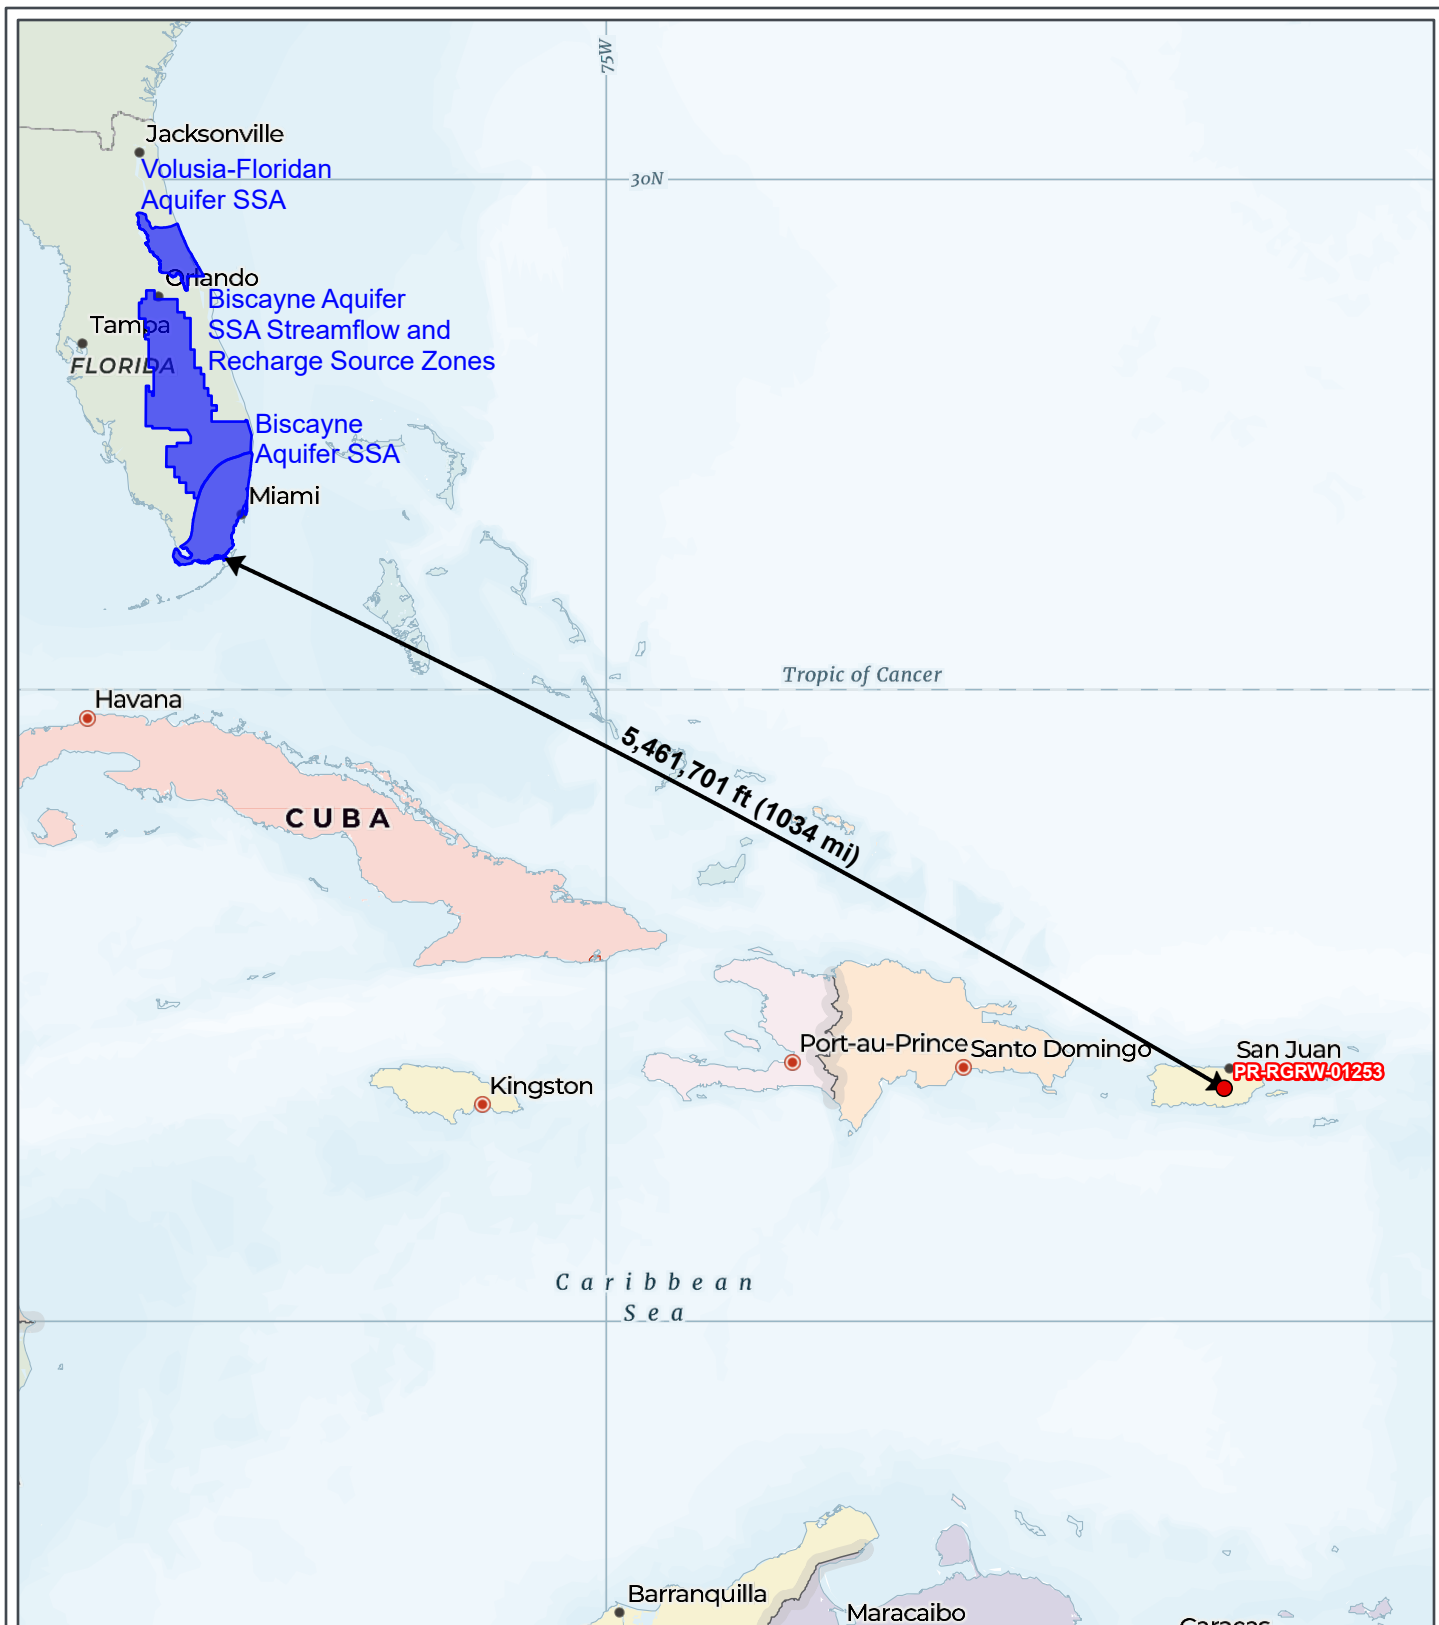 75W
Jacksonville
Volusia-Floridan
Aquifer SSA
30N
Orlando
Biscayne Aquifer
SSA Streamflow and
Recharge Source Zones
Tampa
FLORIDA
Biscayne
Aquifer SSA
Miami
Tropic of Cancer
Havana
5,461,701 ft (1034 mi)
CUBA
Port-au-Prince
Santo Domingo
San Juan
PR-RGRW-01253
Kingston
Caribbean
Sea
Barranquilla
Maracaibo
Caracas